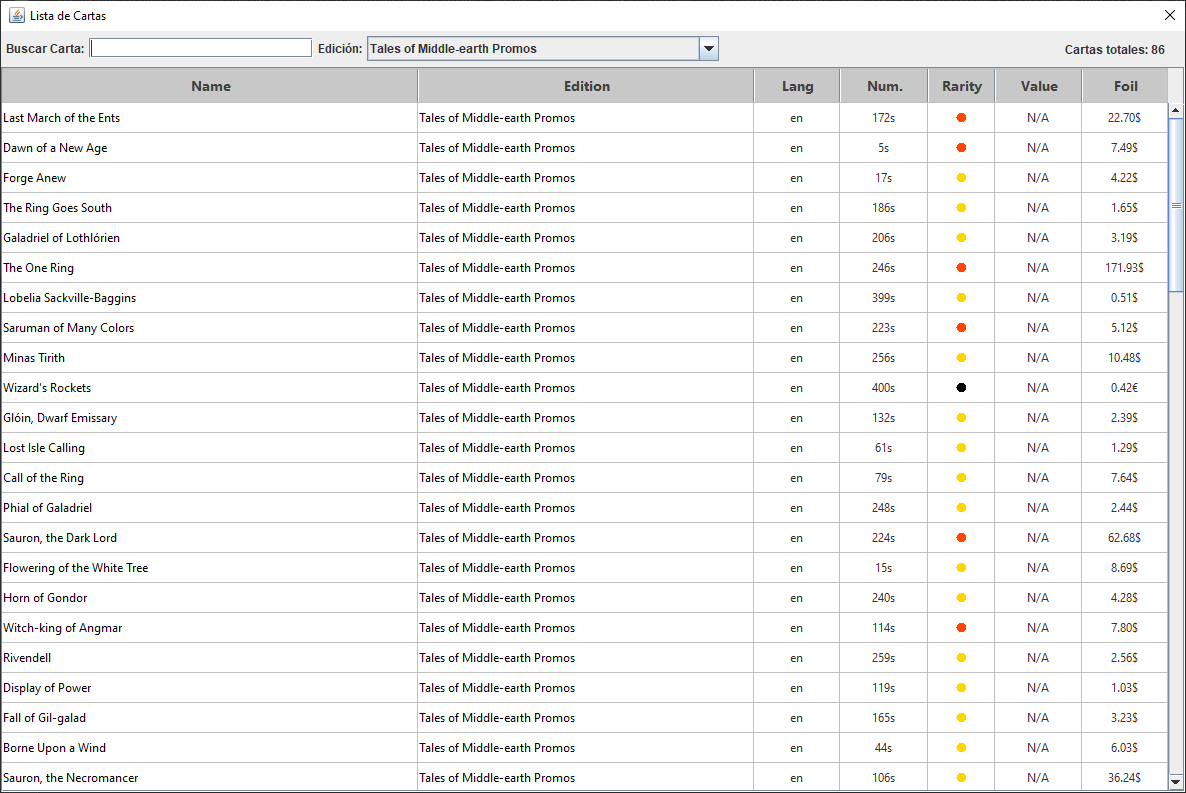 Lista de Cartas
Buscar Carta: Edición: Tales of Middle-earth Promos Cartas totales: 86
Name Edition Lang Num. Rarity Value Foil
Last March of the Ents Tales of Middle-earth Promos en 172s N/A 22.70$
Dawn of a New Age Tales of Middle-earth Promos en 5s N/A 7.49$
Forge Anew Tales of Middle-earth Promos en 17s N/A 4.22$
The Ring Goes South Tales of Middle-earth Promos en 186s N/A 1.65$
Galadriel of Lothlórien Tales of Middle-earth Promos en 206s N/A 3.19$
The One Ring Tales of Middle-earth Promos en 246s N/A 171.93$
Lobelia Sackville-Baggins Tales of Middle-earth Promos en 399s N/A 0.51$
Saruman of Many Colors Tales of Middle-earth Promos en 223s N/A 5.12$
Minas Tirith Tales of Middle-earth Promos en 256s N/A 10.48$
Wizard's Rockets Tales of Middle-earth Promos en 400s N/A 0.42€
Glóin, Dwarf Emissary Tales of Middle-earth Promos en 132s N/A 2.39$
Lost Isle Calling Tales of Middle-earth Promos en 61s N/A 1.29$
Call of the Ring Tales of Middle-earth Promos en 79s N/A 7.64$
Phial of Galadriel Tales of Middle-earth Promos en 248s N/A 2.44$
Sauron, the Dark Lord Tales of Middle-earth Promos en 224s N/A 62.68$
Flowering of the White Tree Tales of Middle-earth Promos en 15s N/A 8.69$
Horn of Gondor Tales of Middle-earth Promos en 240s N/A 4.28$
Witch-king of Angmar Tales of Middle-earth Promos en 114s N/A 7.80$
Rivendell Tales of Middle-earth Promos en 259s N/A 2.56$
Display of Power Tales of Middle-earth Promos en 119s N/A 1.03$
Fall of Gil-galad Tales of Middle-earth Promos en 165s N/A 3.23$
Borne Upon a Wind Tales of Middle-earth Promos en 44s N/A 6.03$
Sauron, the Necromancer Tales of Middle-earth Promos en 106s N/A 36.24$